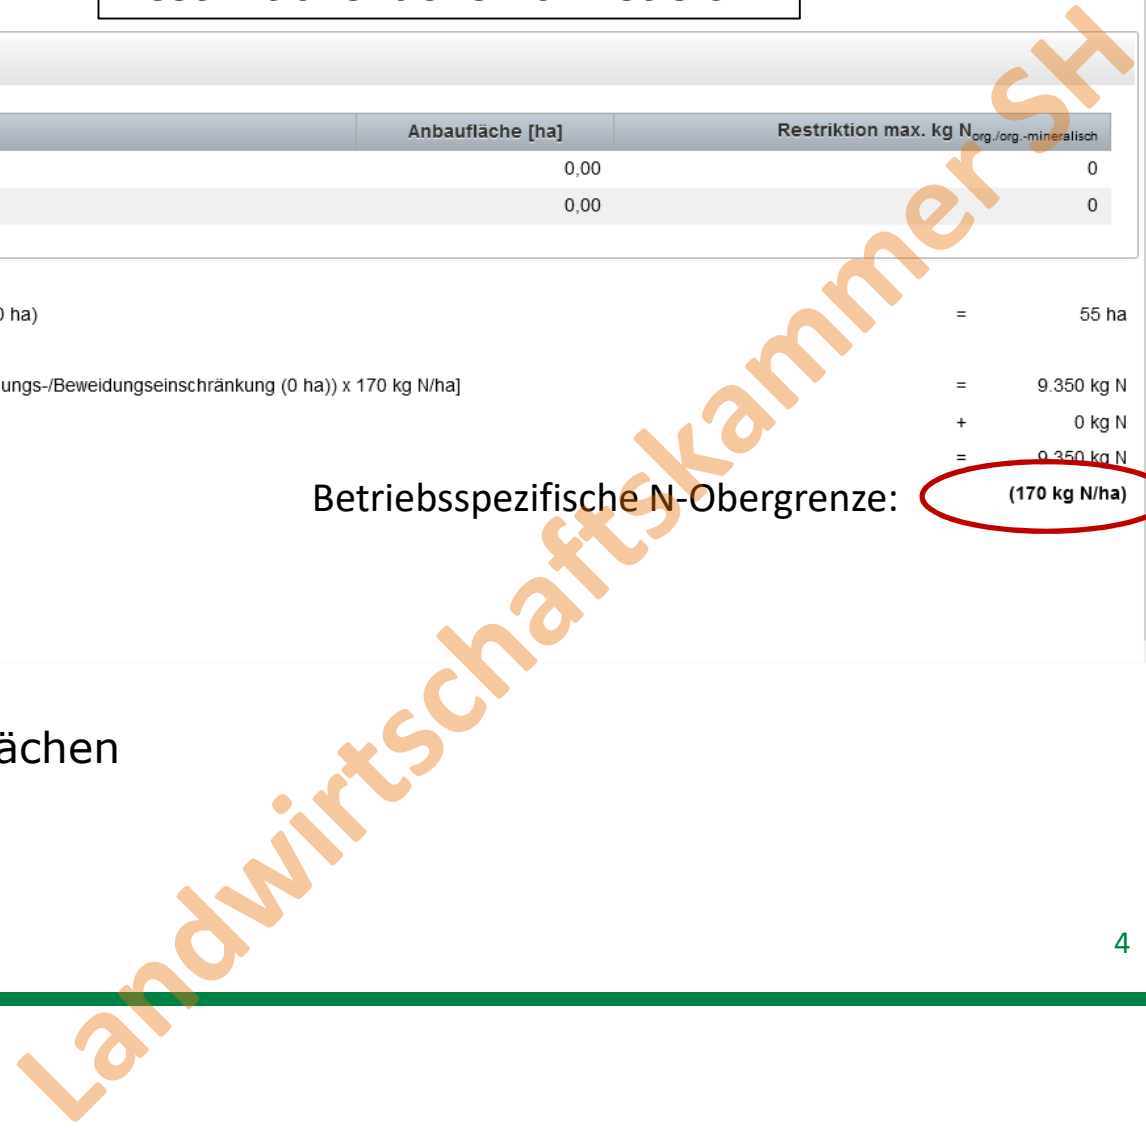 Anbaufläche [ha] Restriktion max. kg N org./org.-mineralisch
0,00 0
0,00 0
ha) = 55 ha
ungs-/Beweidungseinschränkung (0 ha)) x 170 kg N/ha] = 9.350 kg N
+ 0 kg N
= 9.350 kg N
Betriebsspezifische N-Obergrenze: (170 kg N/ha)
ächen
4
Landwirtschaftskammer SH